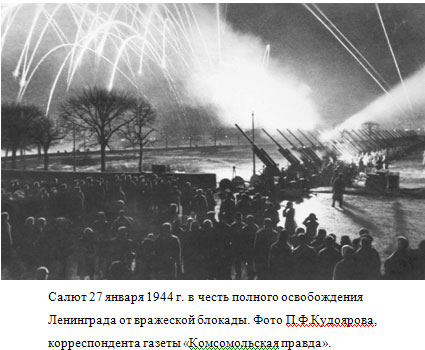 Салют 27 января 1944 г. в честь полного освобождения
Ленинграда от вражеской блокады. Фото П.Ф.Кудоярова,
корреспондента газеты «Комсомольская правда».